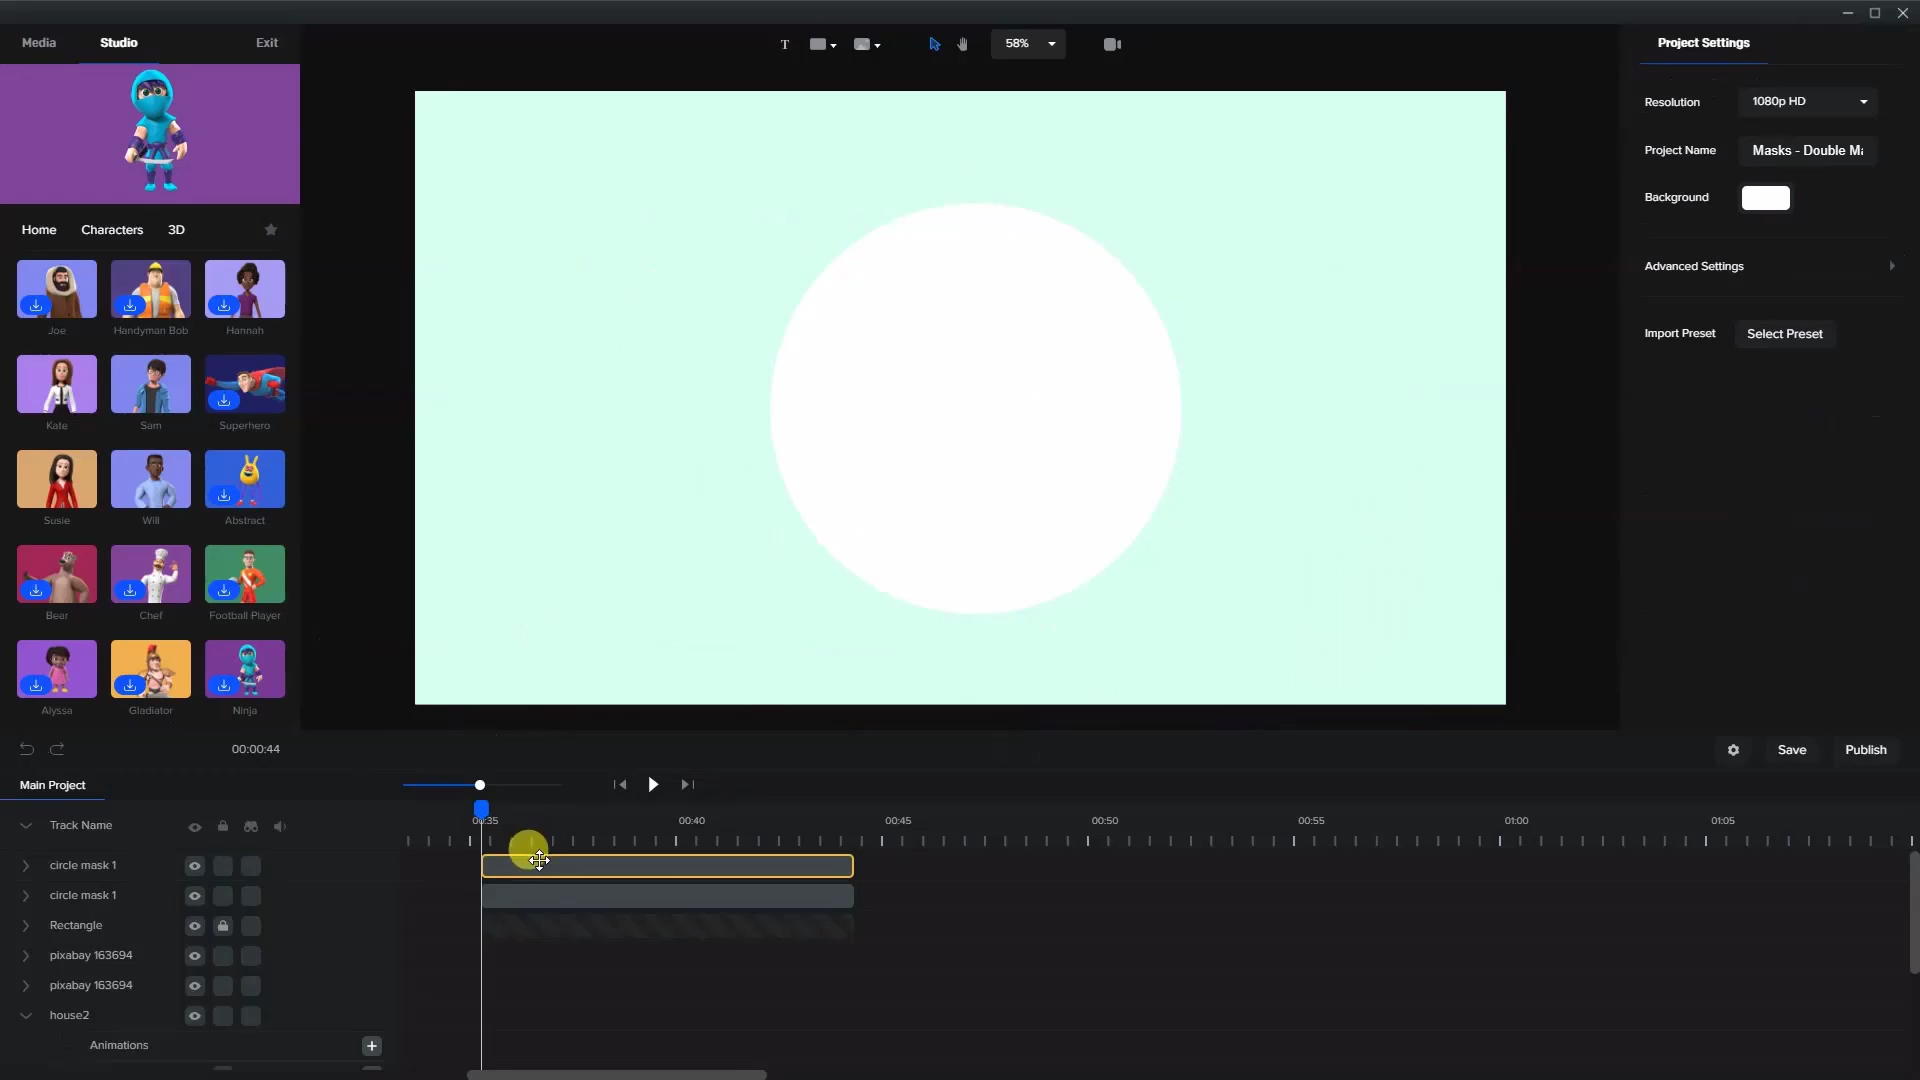 Media Studio Exit
T 58%
Project Settings
Resolution 1080p HD
Project Name Masks - Double Ma
Background
Advanced Settings
Import Preset Select Preset
Home Characters 3D
Joe Handyman Bob Hannah
Kate Sam Superhero
Susie Will Abstract
Bear Chef Football Player
Alyssa Gladiator Ninja
00:00:44
Save Publish
Main Project
Track Name
00:35 00:40 00:45 00:50 00:55 01:00 01:05
circle mask 1
circle mask 1
Rectangle
pixabay 163694
pixabay 163694
house2
Animations